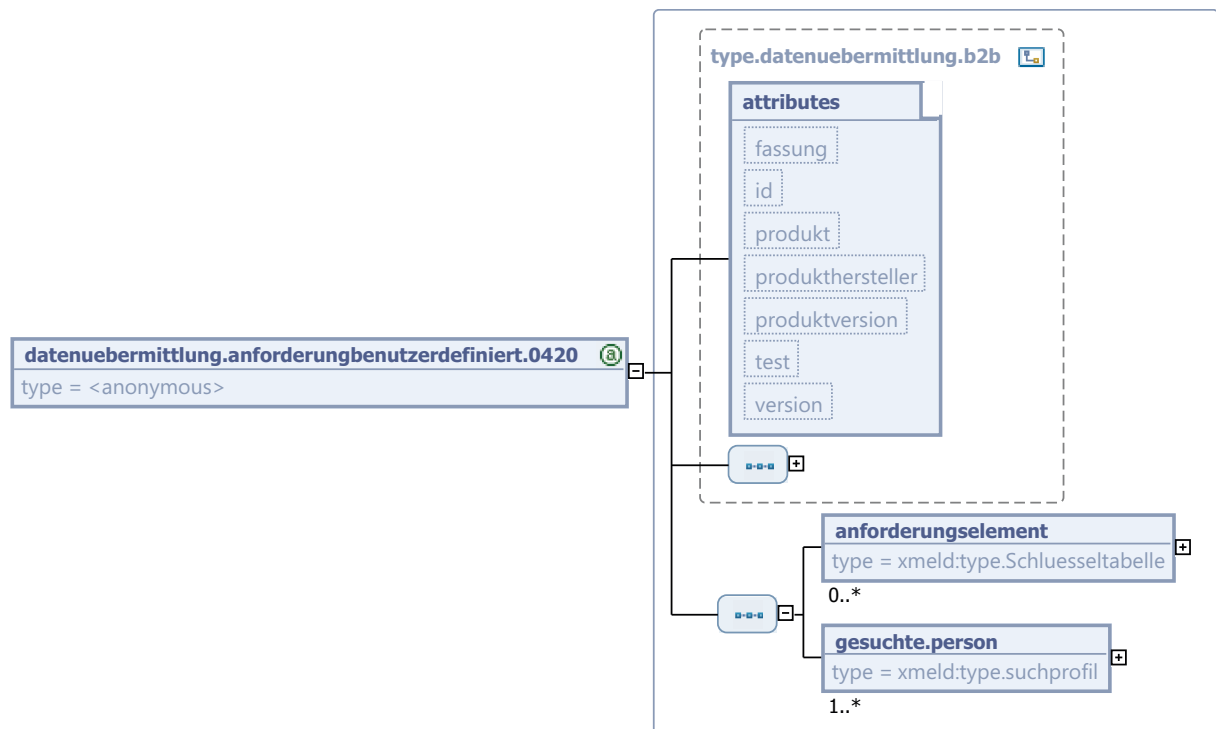 type.datenuebermittlung.b2b
attributes
fassung
id
produkt
produkthersteller
produktversion
test
version
datenuebermittlung.anforderungbenutzerdefiniert.0420 @
type = <anonymous>
anforderungselement
type = xmeld:type.Schluesseltabelle
0..*
gesuchte.person
type = xmeld:type.suchprofil
1..*